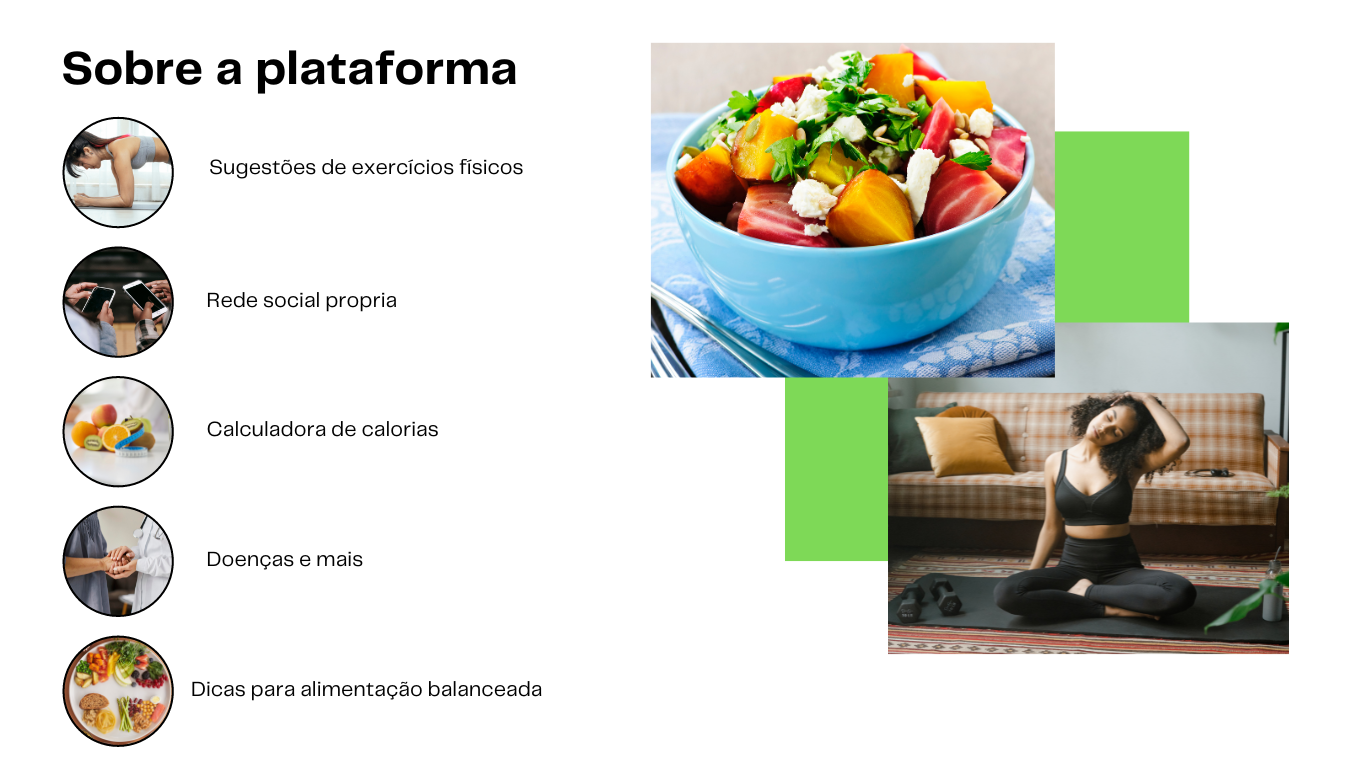 Sobre a plataforma
Sugestões de exercícios físicos
Rede social propria
Calculadora de calorias
Doenças e mais
Dicas para alimentação balanceada